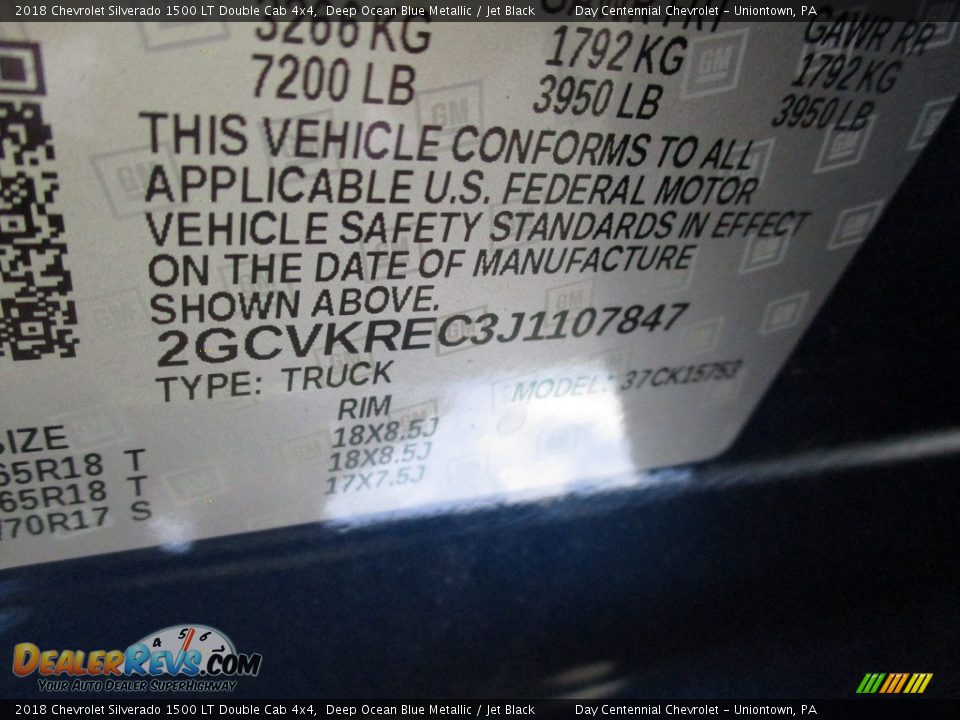 2018 Chevrolet Silverado 1500 LT Double Cab 4x4, Deep Ocean Blue Metallic / Jet Black Day Centennial Chevrolet - Uniontown, PA
3266 KG 1792 KG GAWR RR
7200 LB 3950 LB 1792 KG
3950 LB
THIS VEHICLE CONFORMS TO ALL
APPLICABLE U.S. FEDERAL MOTOR
VEHICLE SAFETY STANDARDS IN EFFECT
ON THE DATE OF MANUFACTURE
SHOWN ABOVE.
2GCVKREC3J1107847
TYPE: TRUCK MODEL: 37CK15753
SIZE RIM
65R18 T 18X8.5J
65R18 T 18X8.5J
/70R17 S 17X7.5J
GM
4 5 6
DealerRevs.com
Your Auto Dealer SuperHighway
2018 Chevrolet Silverado 1500 LT Double Cab 4x4, Deep Ocean Blue Metallic / Jet Black Day Centennial Chevrolet - Uniontown, PA